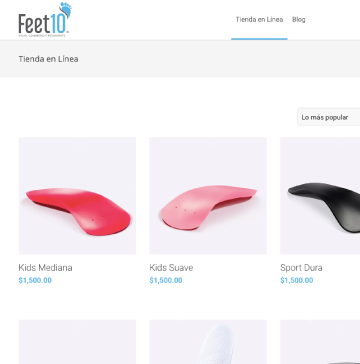 Feet10
Tienda en Línea
Blog
Tienda en Línea
Lo más popular
Kids Mediana
$1,500.00
Kids Suave
$1,500.00
Sport Dura
$1,500.00